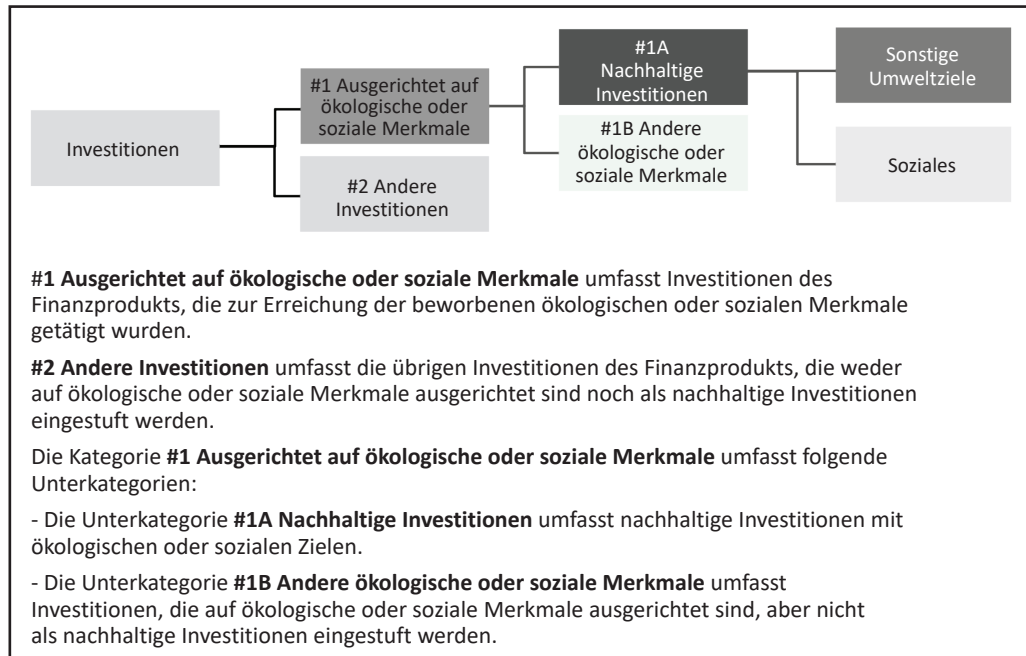 Investitionen
#1 Ausgerichtet auf
ökologische oder
soziale Merkmale
#2 Andere
Investitionen
#1A
Nachhaltige
Investitionen
#1B Andere
ökologische oder
soziale Merkmale
Sonstige
Umweltziele
Soziales
#1 Ausgerichtet auf ökologische oder soziale Merkmale umfasst Investitionen des
Finanzprodukts, die zur Erreichung der beworbenen ökologischen oder sozialen Merkmale
getätigt wurden.
#2 Andere Investitionen umfasst die übrigen Investitionen des Finanzprodukts, die weder
auf ökologische oder soziale Merkmale ausgerichtet sind noch als nachhaltige Investitionen
eingestuft werden.
Die Kategorie #1 Ausgerichtet auf ökologische oder soziale Merkmale umfasst folgende
Unterkategorien:
- Die Unterkategorie #1A Nachhaltige Investitionen umfasst nachhaltige Investitionen mit
ökologischen oder sozialen Zielen.
- Die Unterkategorie #1B Andere ökologische oder soziale Merkmale umfasst
Investitionen, die auf ökologische oder soziale Merkmale ausgerichtet sind, aber nicht
als nachhaltige Investitionen eingestuft werden.